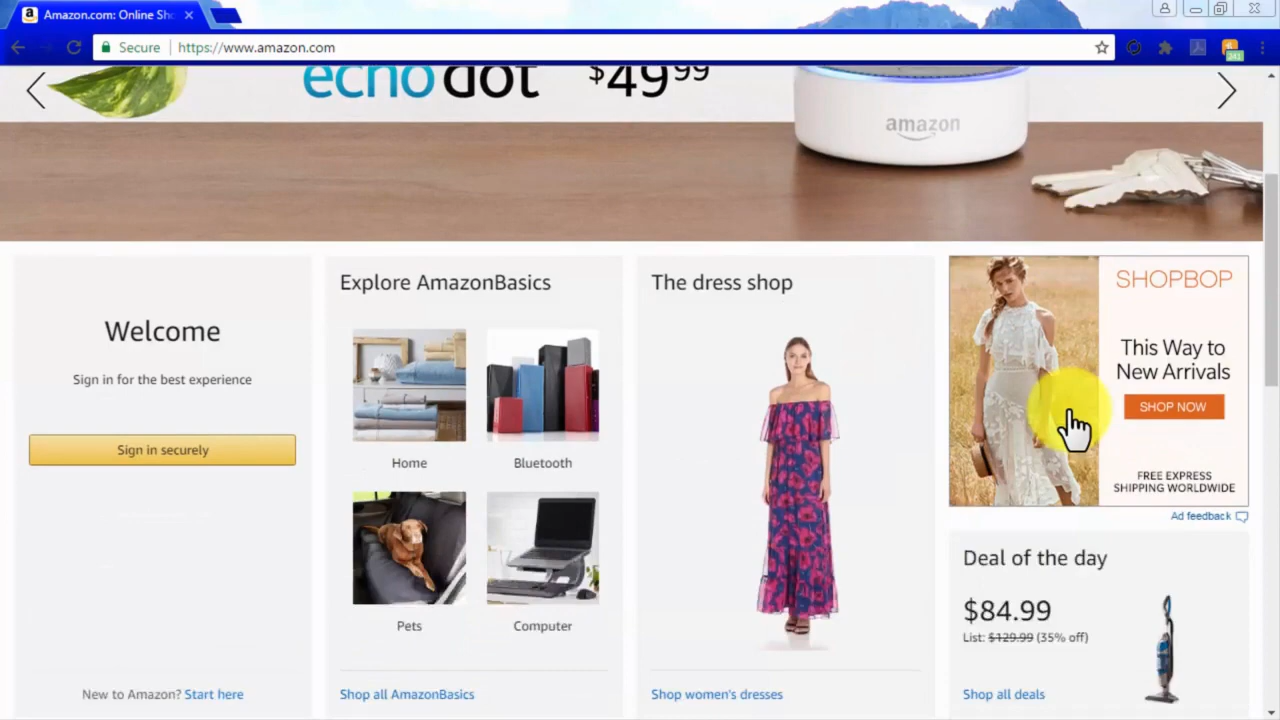 Amazon.com: Online Sho
Secure
https://www.amazon.com
341
echo dot
$49 99
amazon
Welcome
Sign in for the best experience
Sign in securely
New to Amazon? Start here
Explore AmazonBasics
Home
Bluetooth
Pets
Computer
Shop all AmazonBasics
The dress shop
Shop women's dresses
SHOPBOP
This Way to
New Arrivals
SHOP NOW
FREE EXPRESS
SHIPPING WORLDWIDE
Ad feedback
Deal of the day
$84.99
List: $129.99 (35% off)
Shop all deals